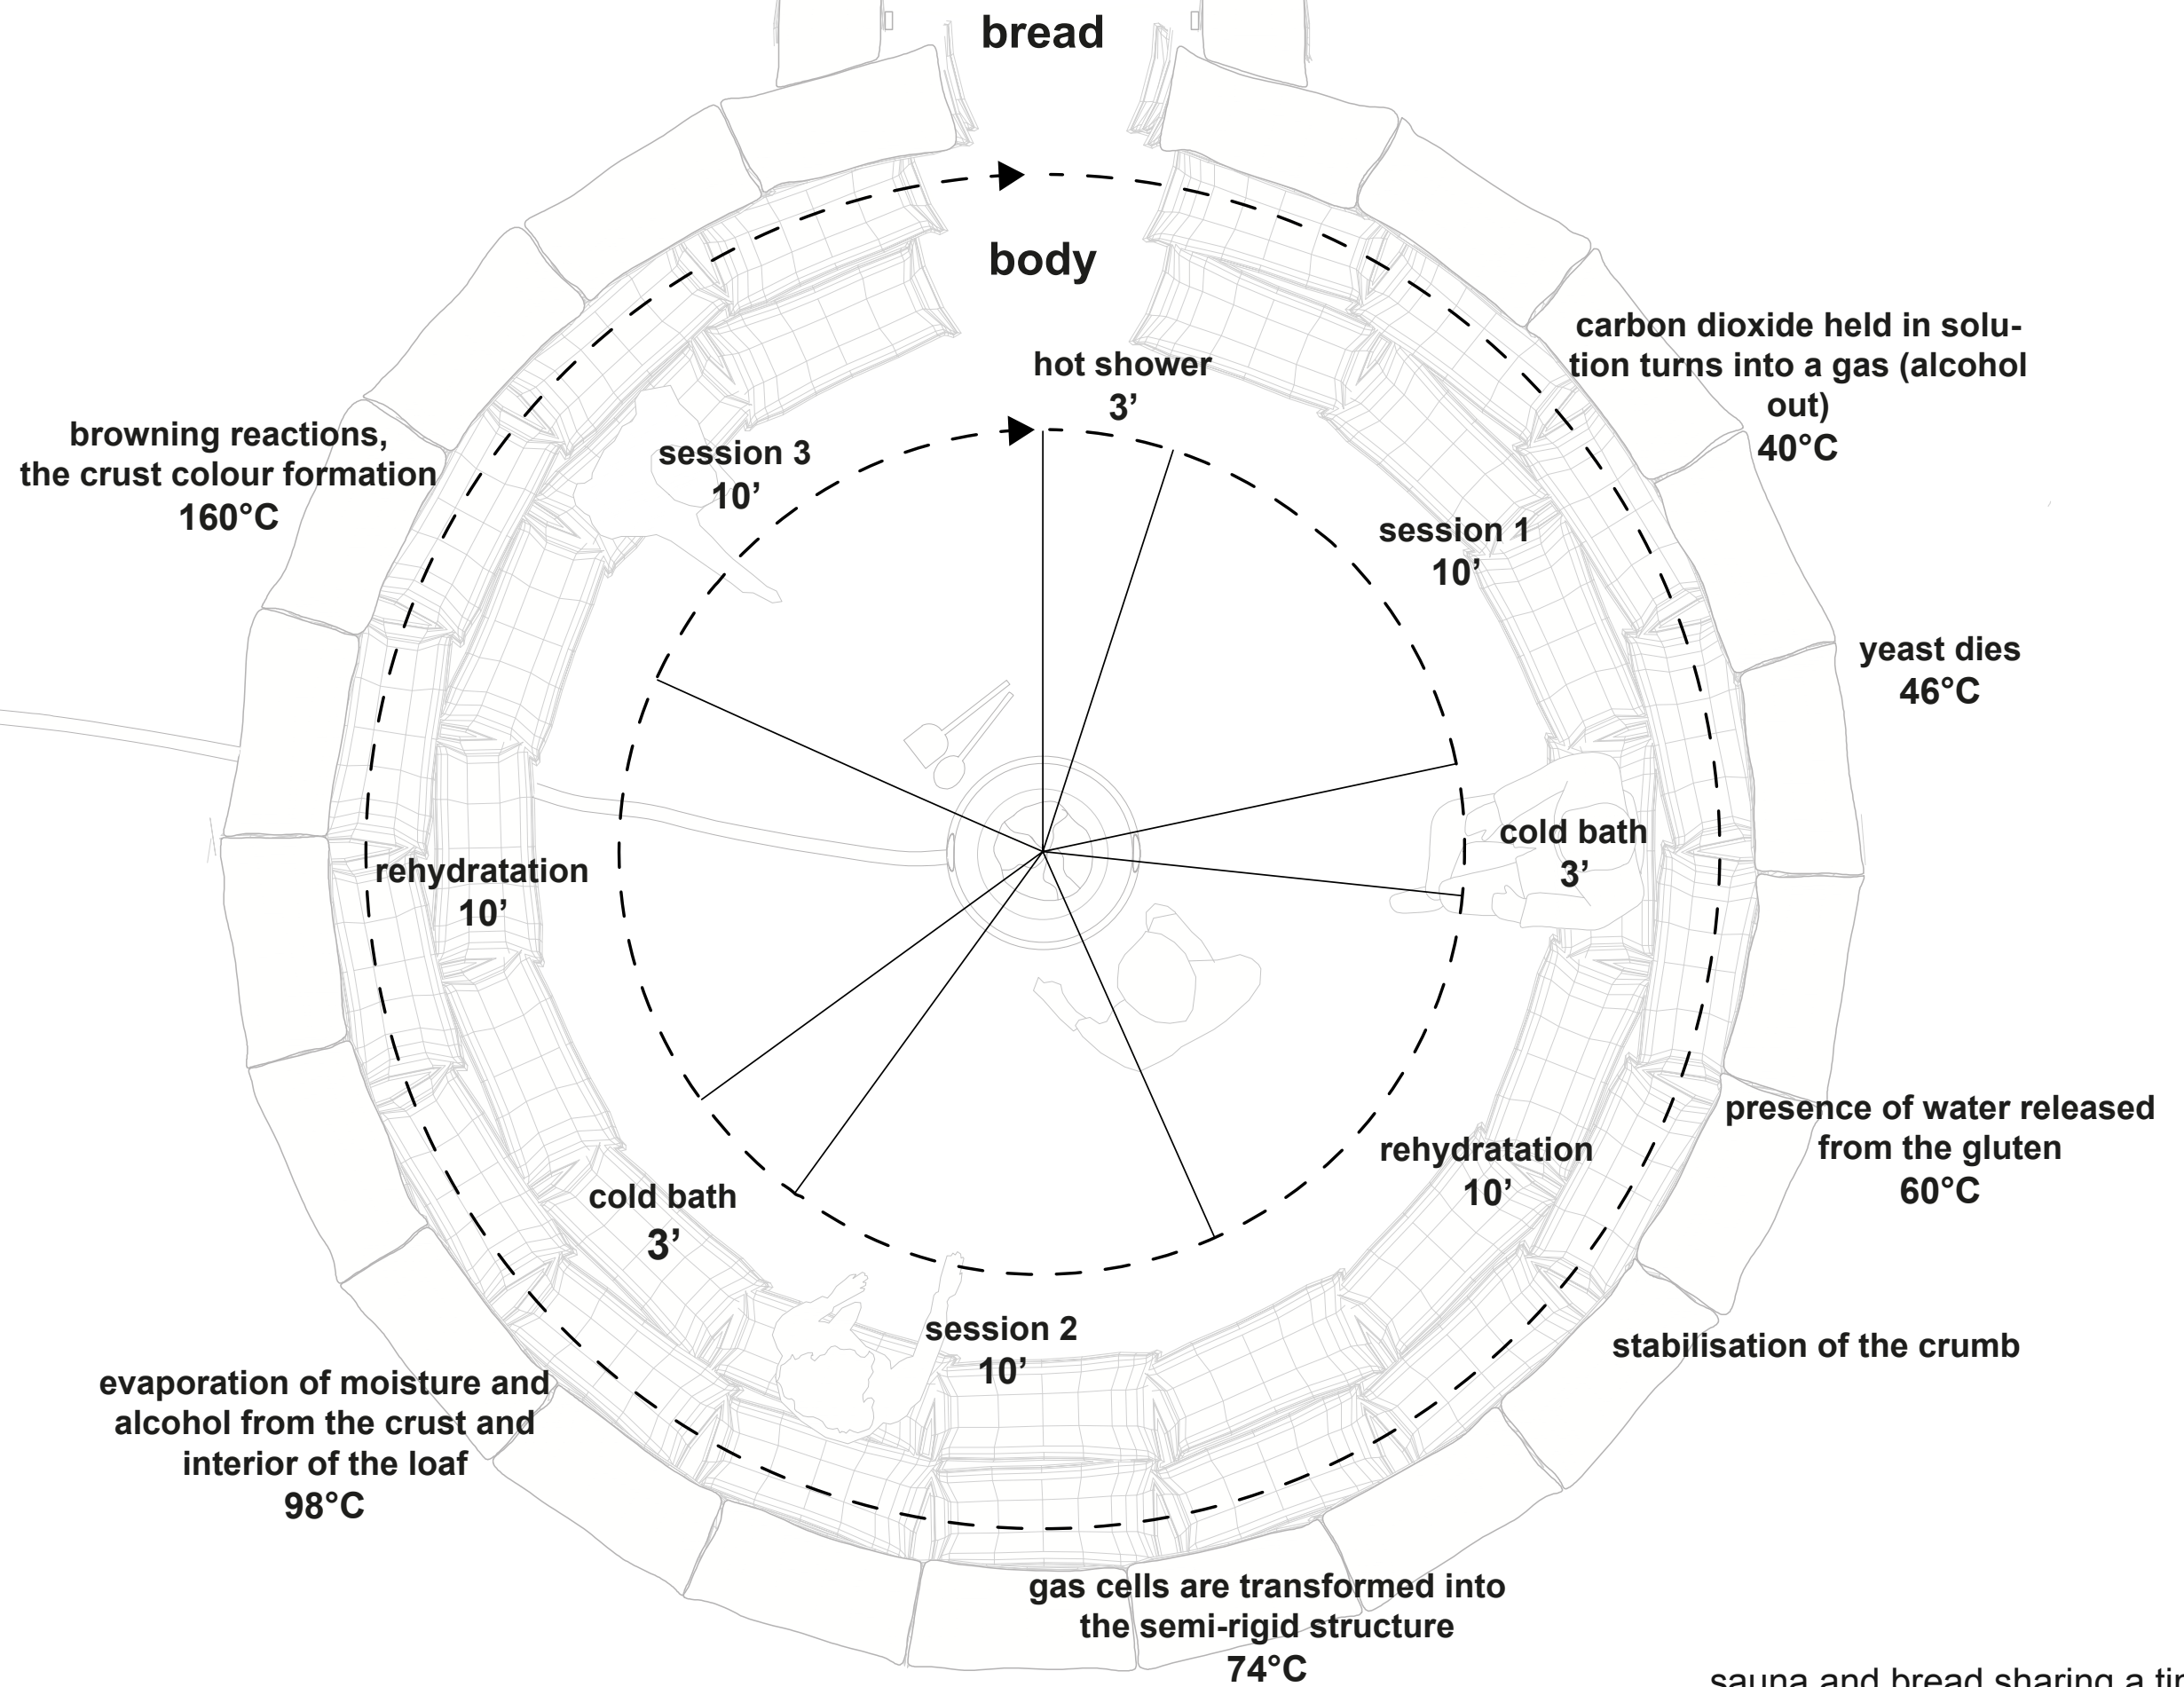 bread
body
hot shower
3’
carbon dioxide held in solu-
tion turns into a gas (alcohol
out)
40°C
session 1
10’
yeast dies
46°C
cold bath
3’
presence of water released
from the gluten
60°C
rehydratation
10’
stabilisation of the crumb
session 2
10’
gas cells are transformed into
the semi-rigid structure
74°C
cold bath
3’
evaporation of moisture and
alcohol from the crust and
interior of the loaf
98°C
rehydratation
10’
browning reactions,
the crust colour formation
160°C
session 3
10’
sauna and bread sharing a